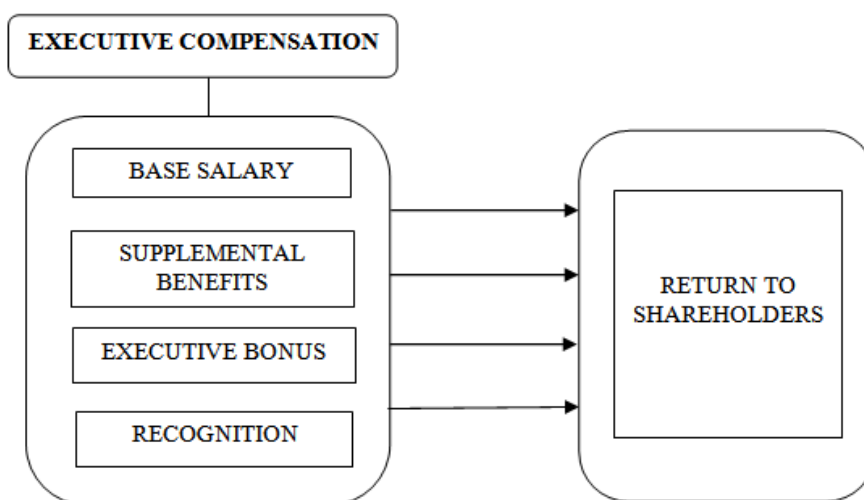 EXECUTIVE COMPENSATION
BASE SALARY
SUPPLEMENTAL
BENEFITS
EXECUTIVE BONUS
RECOGNITION
RETURN TO
SHAREHOLDERS